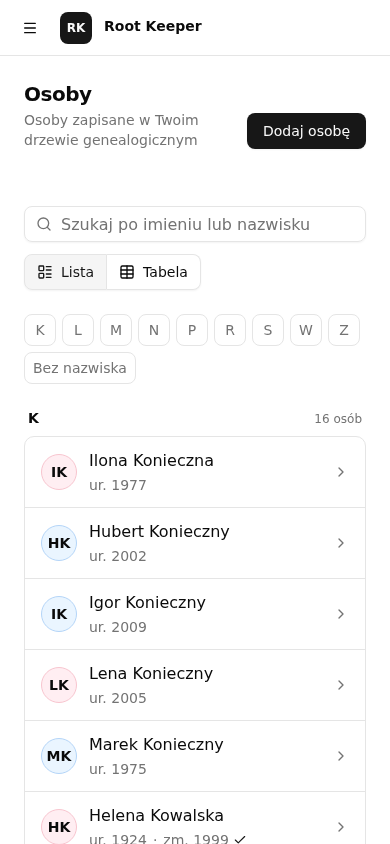 RK Root Keeper
Osoby
Osoby zapisane w Twoim
drzewie genealogicznym
Dodaj osobę
Szukaj po imieniu lub nazwisku
Lista Tabela
K L M N P R S W Z
Bez nazwiska
K 16 osób
IK Ilona Konieczna
ur. 1977
HK Hubert Konieczny
ur. 2002
IK Igor Konieczny
ur. 2009
LK Lena Konieczny
ur. 2005
MK Marek Konieczny
ur. 1975
HK Helena Kowalska
ur. 1924 · zm. 1999